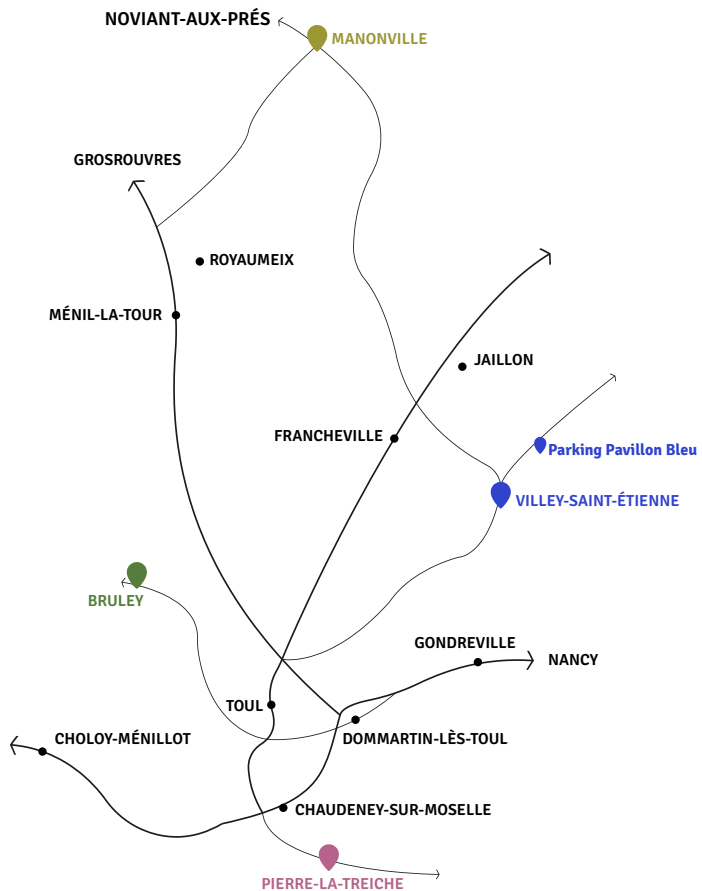 NOVIANT-AUX-PRÉS
MANONVILLE
GROSROUVRES
ROYAUMEIX
MÉNIL-LA-TOUR
JAILLON
FRANCHEVILLE
Parking Pavillon Bleu
VILLEY-SAINT-ÉTIENNE
BRULEY
GONDREVILLE
NANCY
TOUL
CHOLOY-MÉNILLOT
DOMMARTIN-LÈS-TOUL
CHAUDENEY-SUR-MOSELLE
PIERRE-LA-TREICHE